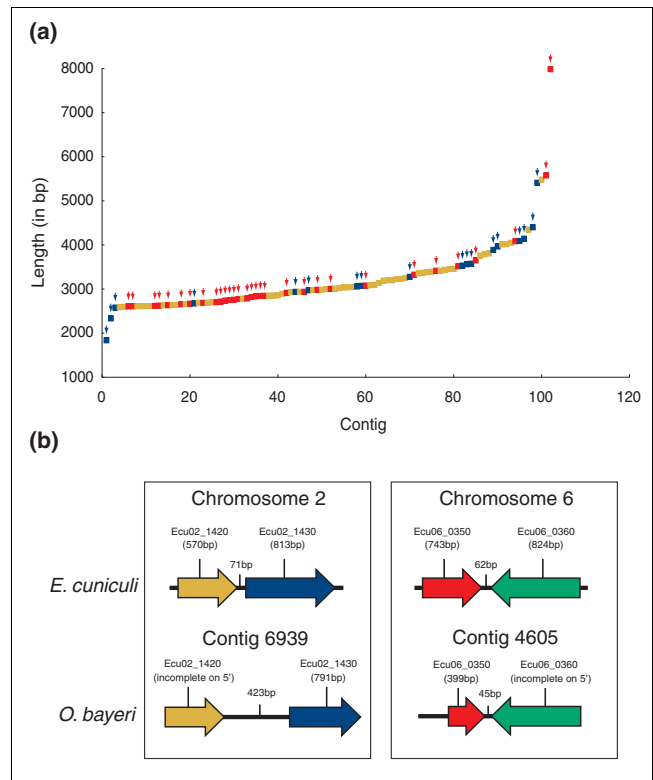 (a)
8000
7000
6000
5000
4000
3000
2000
1000
Length (in bp)
0 20 40 60 80 100 120
Contig
(b)
Chromosome 2
Ecu02_1420
(570bp)
71bp
Ecu02_1430
(813bp)
Chromosome 6
Ecu06_0350
(743bp)
62bp
Ecu06_0360
(824bp)
E. cuniculi
Contig 6939
Ecu02_1420
(incomplete on 5')
423bp
Ecu02_1430
(791bp)
Contig 4605
Ecu06_0350
(399bp)
45bp
Ecu06_0360
(incomplete on 5')
O. bayeri